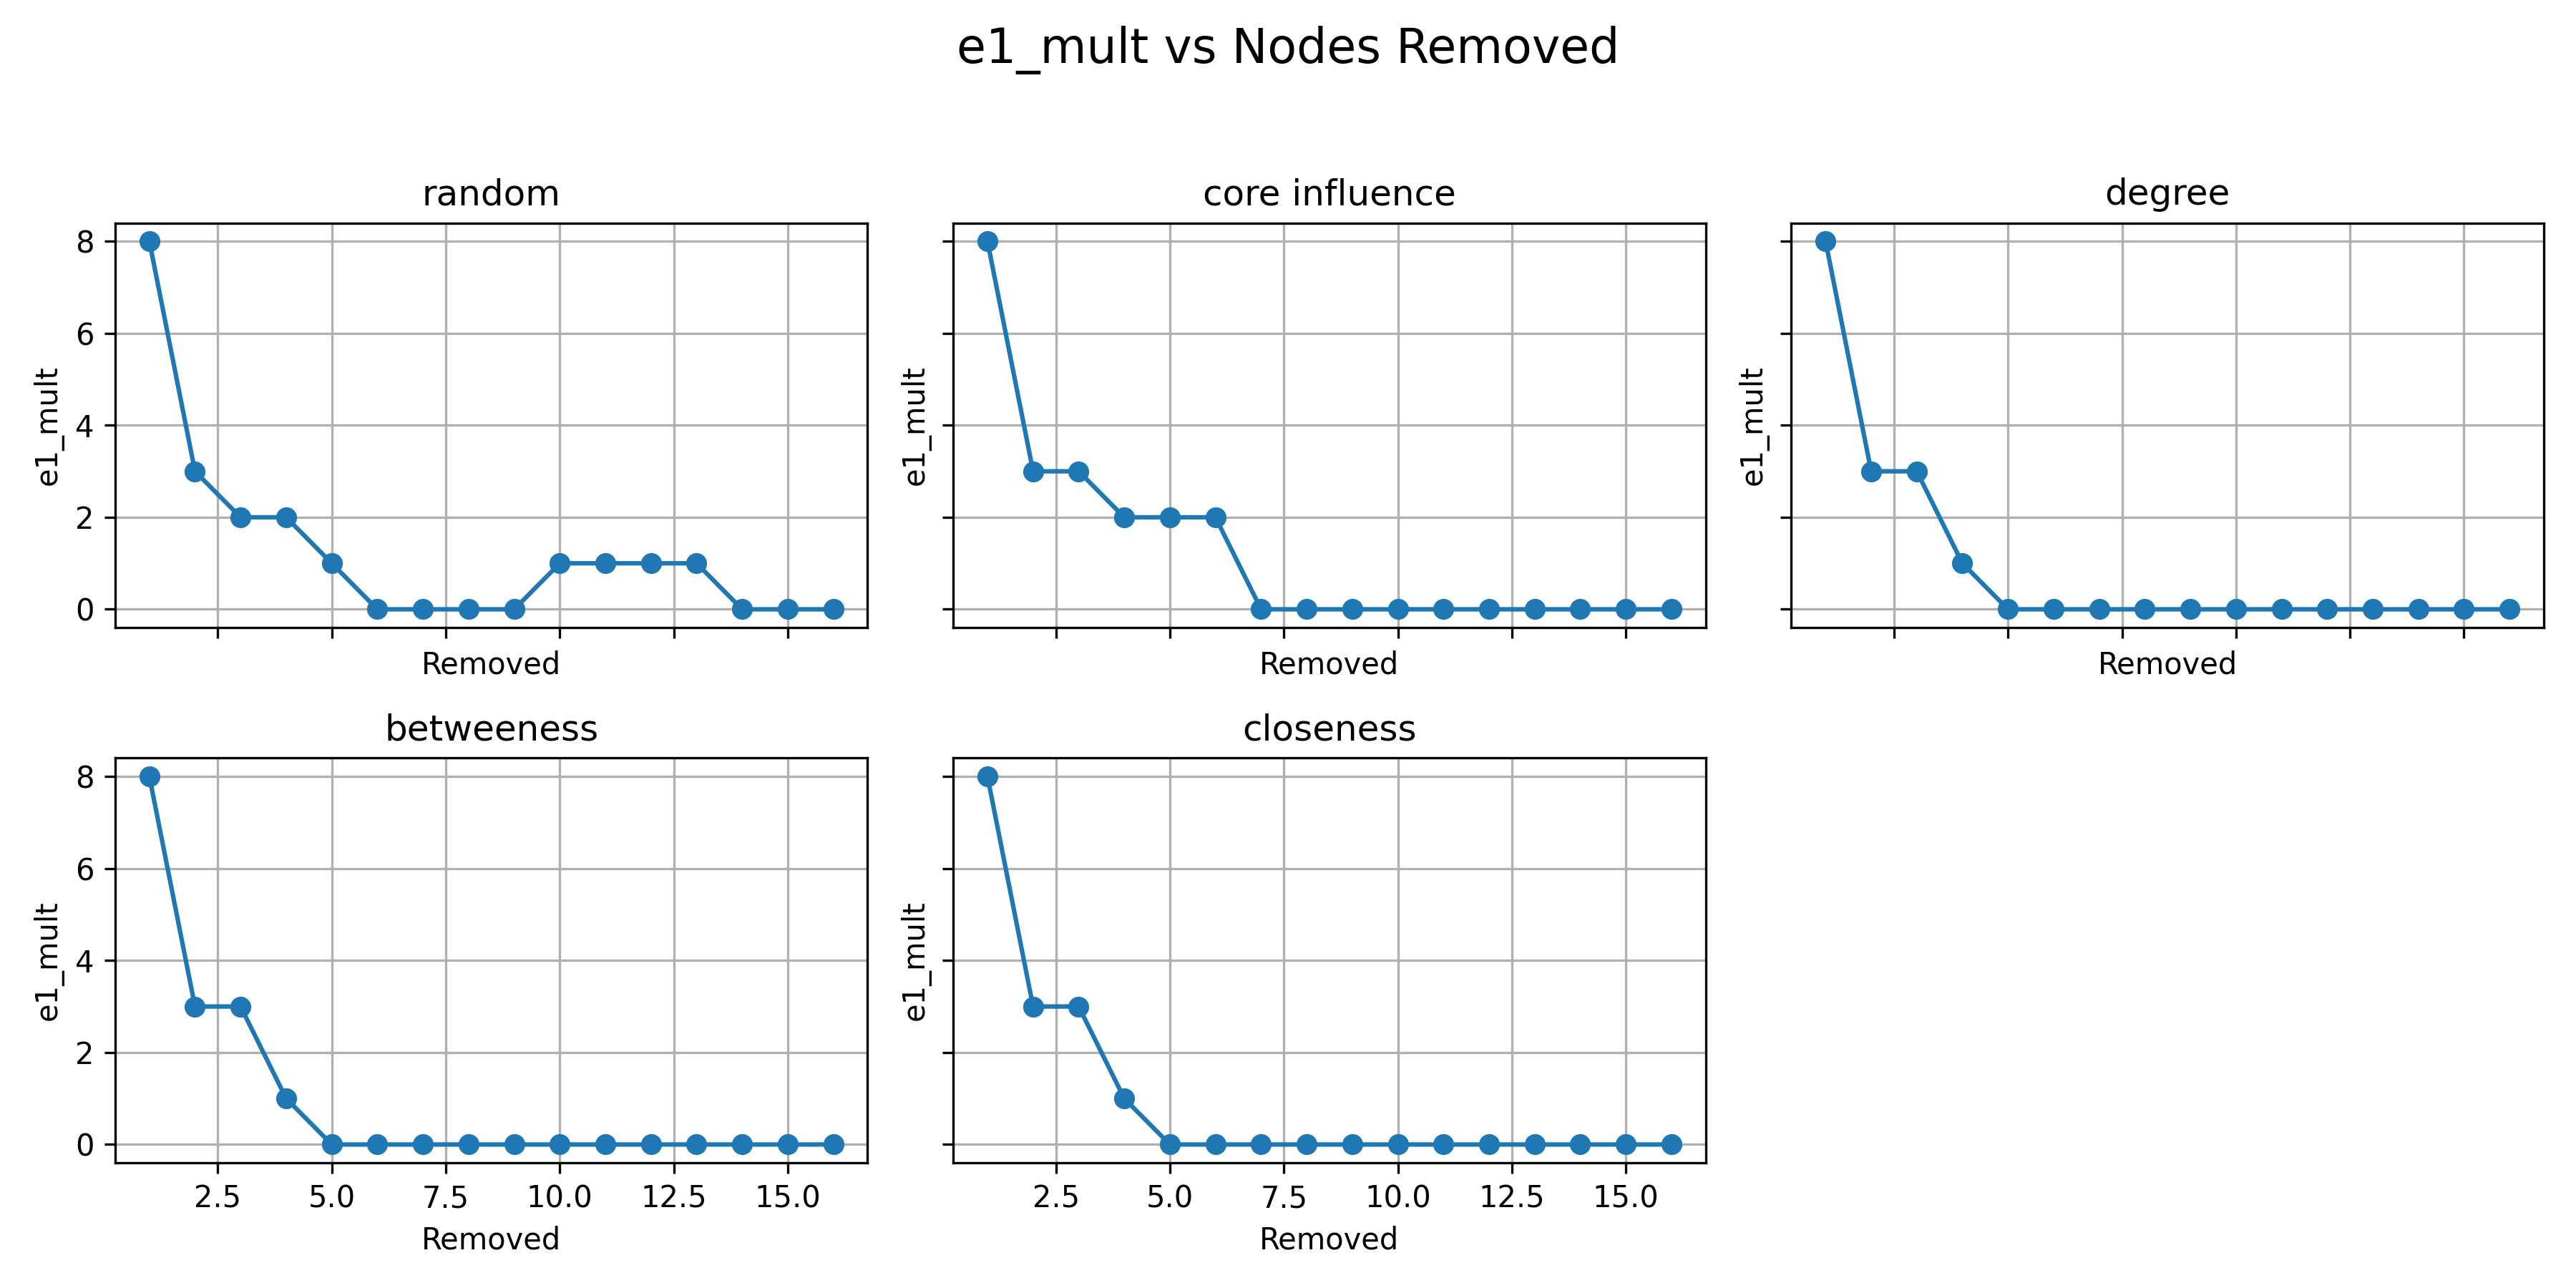 e1_mult vs Nodes Removed
random
8
6
4
2
0
e1_mult
Removed
core influence
e1_mult
Removed
degree
e1_mult
Removed
betweeness
8
6
4
2
0
e1_mult
2.5 5.0 7.5 10.0 12.5 15.0
Removed
closeness
e1_mult
2.5 5.0 7.5 10.0 12.5 15.0
Removed